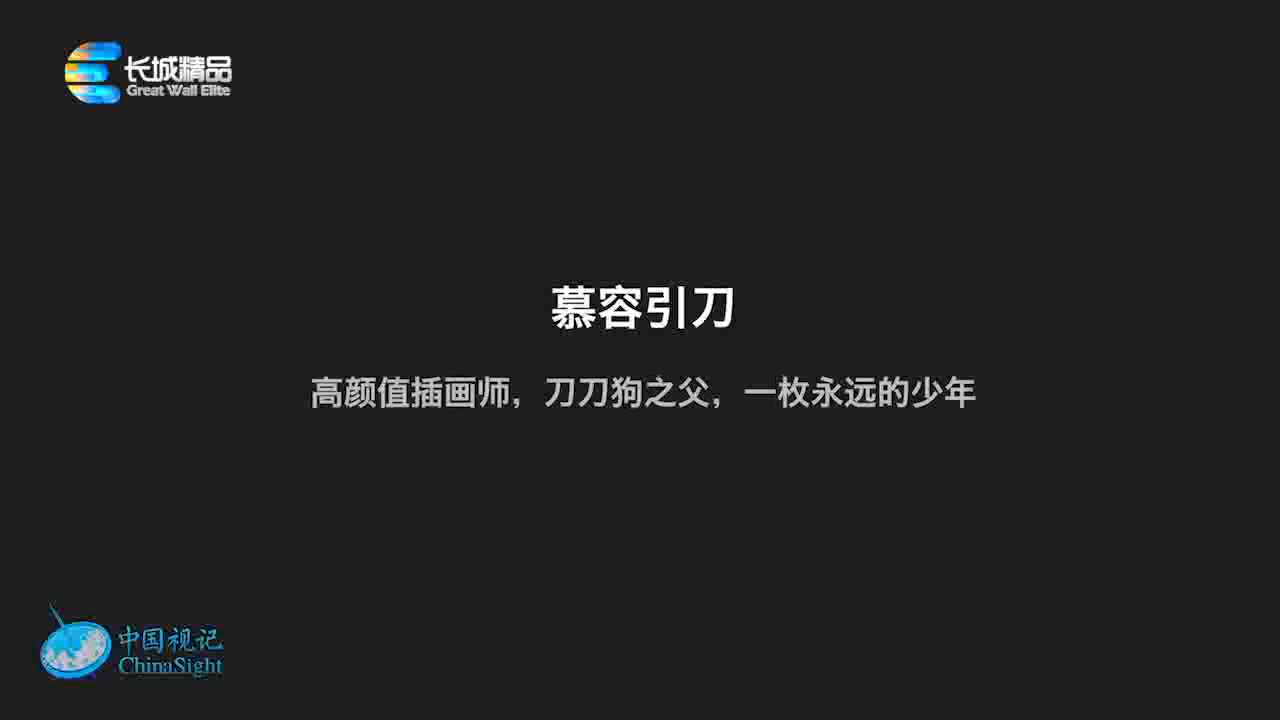 长城精品
Great Wall Elite
慕容引刀
高颜值插画师，刀刀狗之父，一枚永远的少年
中国视记
ChinaSight